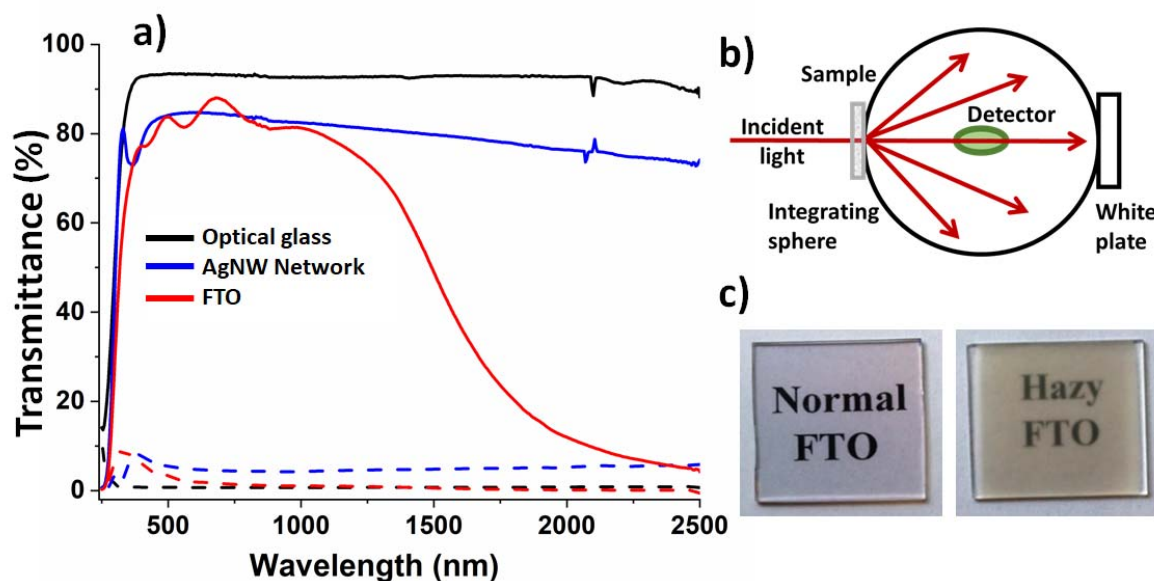 a)
Transmittance (%)
100
80
60
40
20
0
Optical glass
AgNW Network
FTO
500
1000
1500
2000
2500
Wavelength (nm)
b)
Sample
Detector
Incident
light
Integrating
sphere
White
plate
c)
Normal
FTO
Hazy
FTO